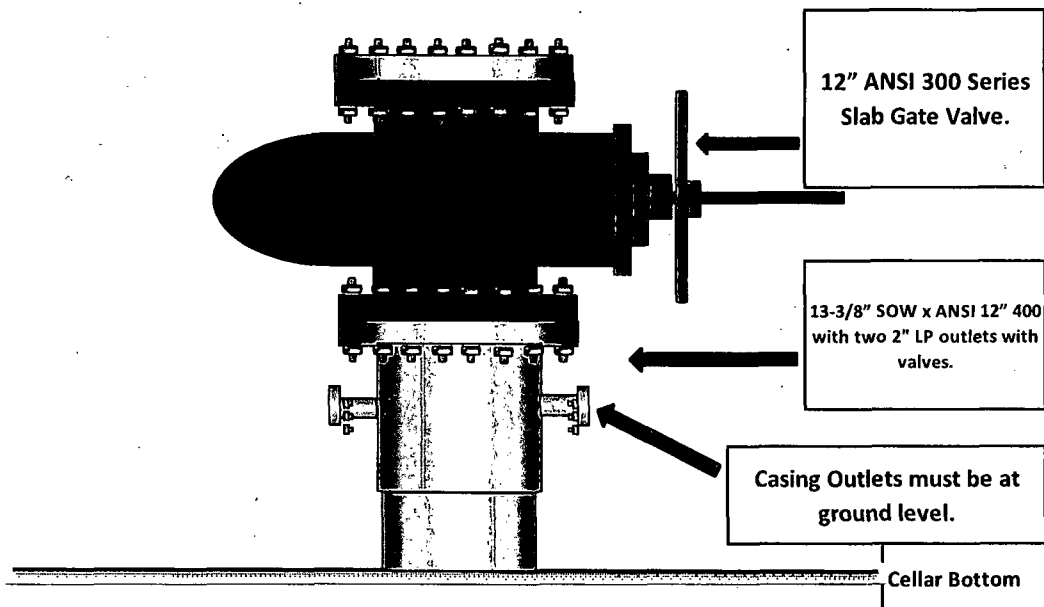 12” ANSI 300 Series
Slab Gate Valve.
13-3/8” SOW x ANSI 12” 400
with two 2" LP outlets with
valves.
Casing Outlets must be at
ground level.
Cellar Bottom